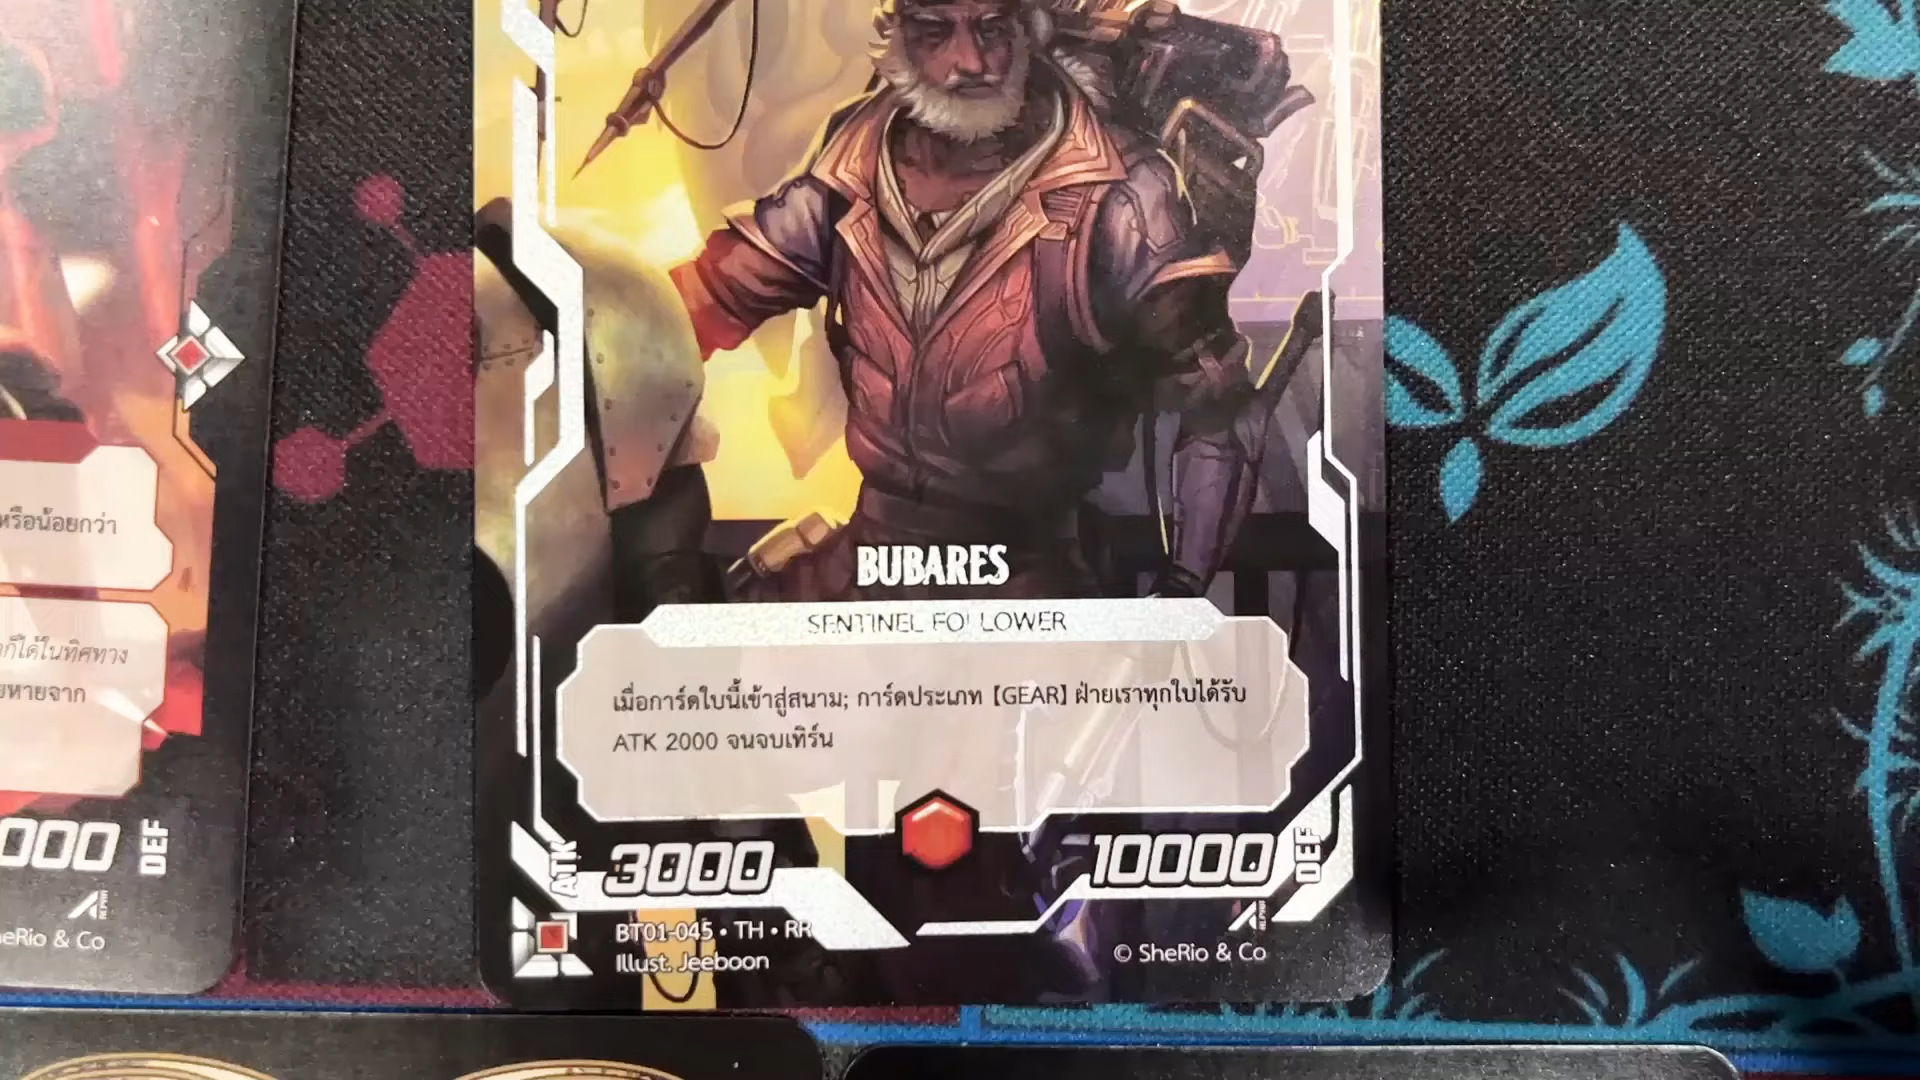 หรือน้อยกว่า
ก็ได้ในทิศทาง
หายจาก
000 DEF
ALPHA
SheRio & Co
BUBARES
SENTINEL FOLLOWER
เมื่อการ์ดใบนี้เข้าสู่สนาม; การ์ดประเภท【GEAR】ฝ่ายเราทุกใบได้รับ
ATK 2000 จนจบเทิร์น
ATK 3000
10000 DEF
ALPHA
BT01-045 • TH • RR
Illust. Jeeboon
© SheRio & Co